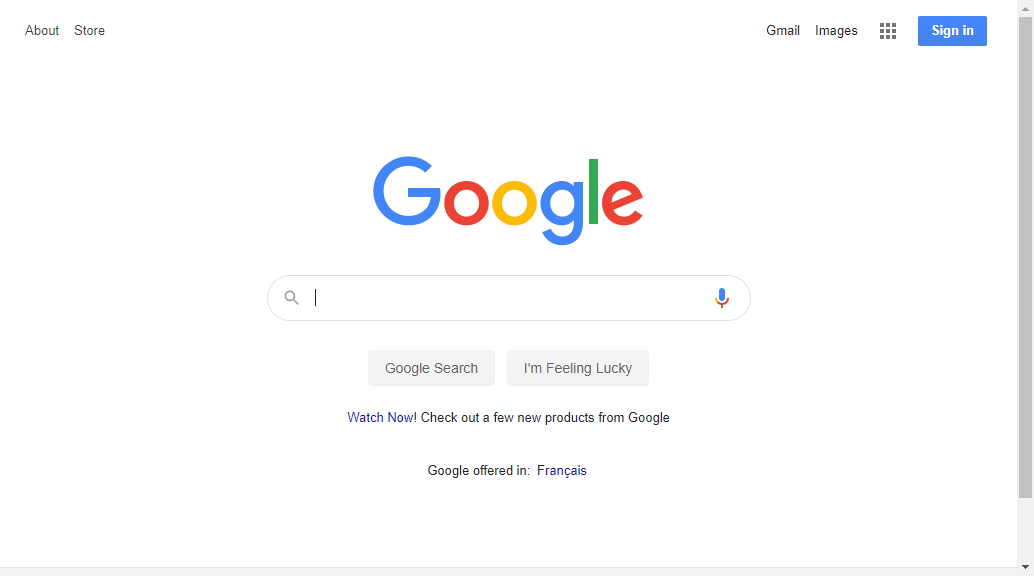 About Store Gmail Images Sign in
Google
Google Search I'm Feeling Lucky
Watch Now! Check out a few new products from Google
Google offered in: Français